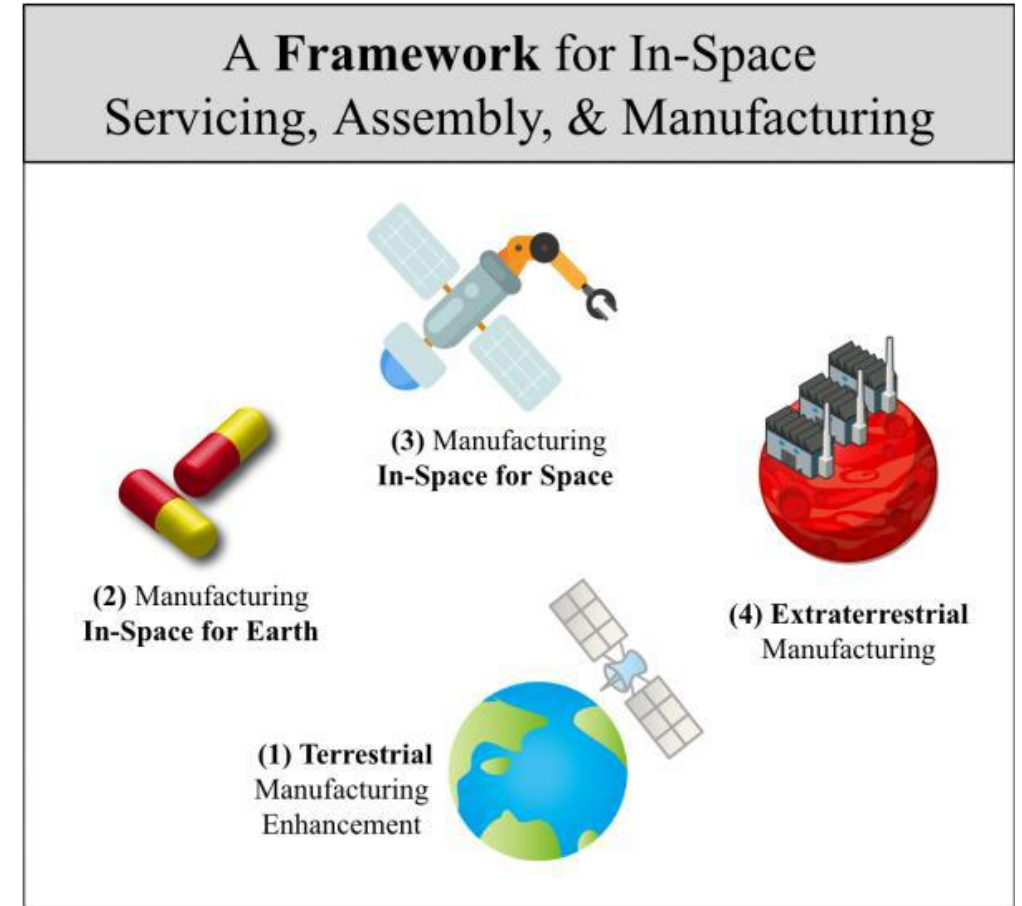 A Framework for In-Space
Servicing, Assembly, & Manufacturing
(3) Manufacturing
In-Space for Space
(2) Manufacturing
In-Space for Earth
(4) Extraterrestrial
Manufacturing
(1) Terrestrial
Manufacturing
Enhancement